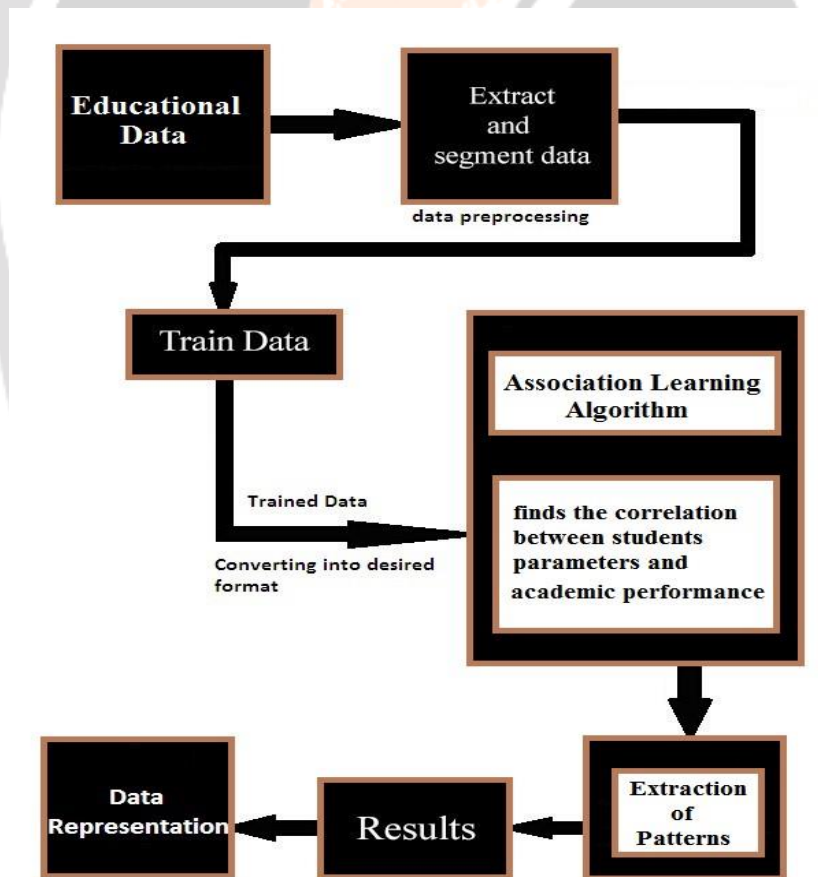 Educational
Data
Extract
and
segment data
data preprocessing
Train Data
Trained Data
Converting into desired
format
Association Learning
Algorithm
finds the correlation
between students
parameters and
academic performance
Extraction
of
Patterns
Results
Data
Representation